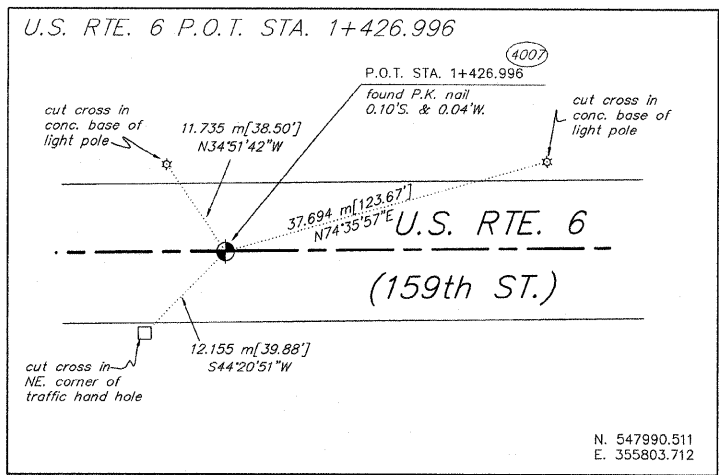 U.S. RTE. 6 P.O.T. STA. 1+426.996
4007
P.O.T. STA. 1+426.996
found P.K. nail
0.10'S. & 0.04'W.
cut cross in
conc. base of
light pole
11.735 m[38.50']
N34°51'42"W
cut cross in
conc. base of
light pole
37.694 m[123.67']
N74°35'57"E
U.S. RTE. 6
(159th ST.)
12.155 m[39.88']
S44°20'51"W
cut cross in
NE. corner of
traffic hand hole
N. 547990.511
E. 355803.712